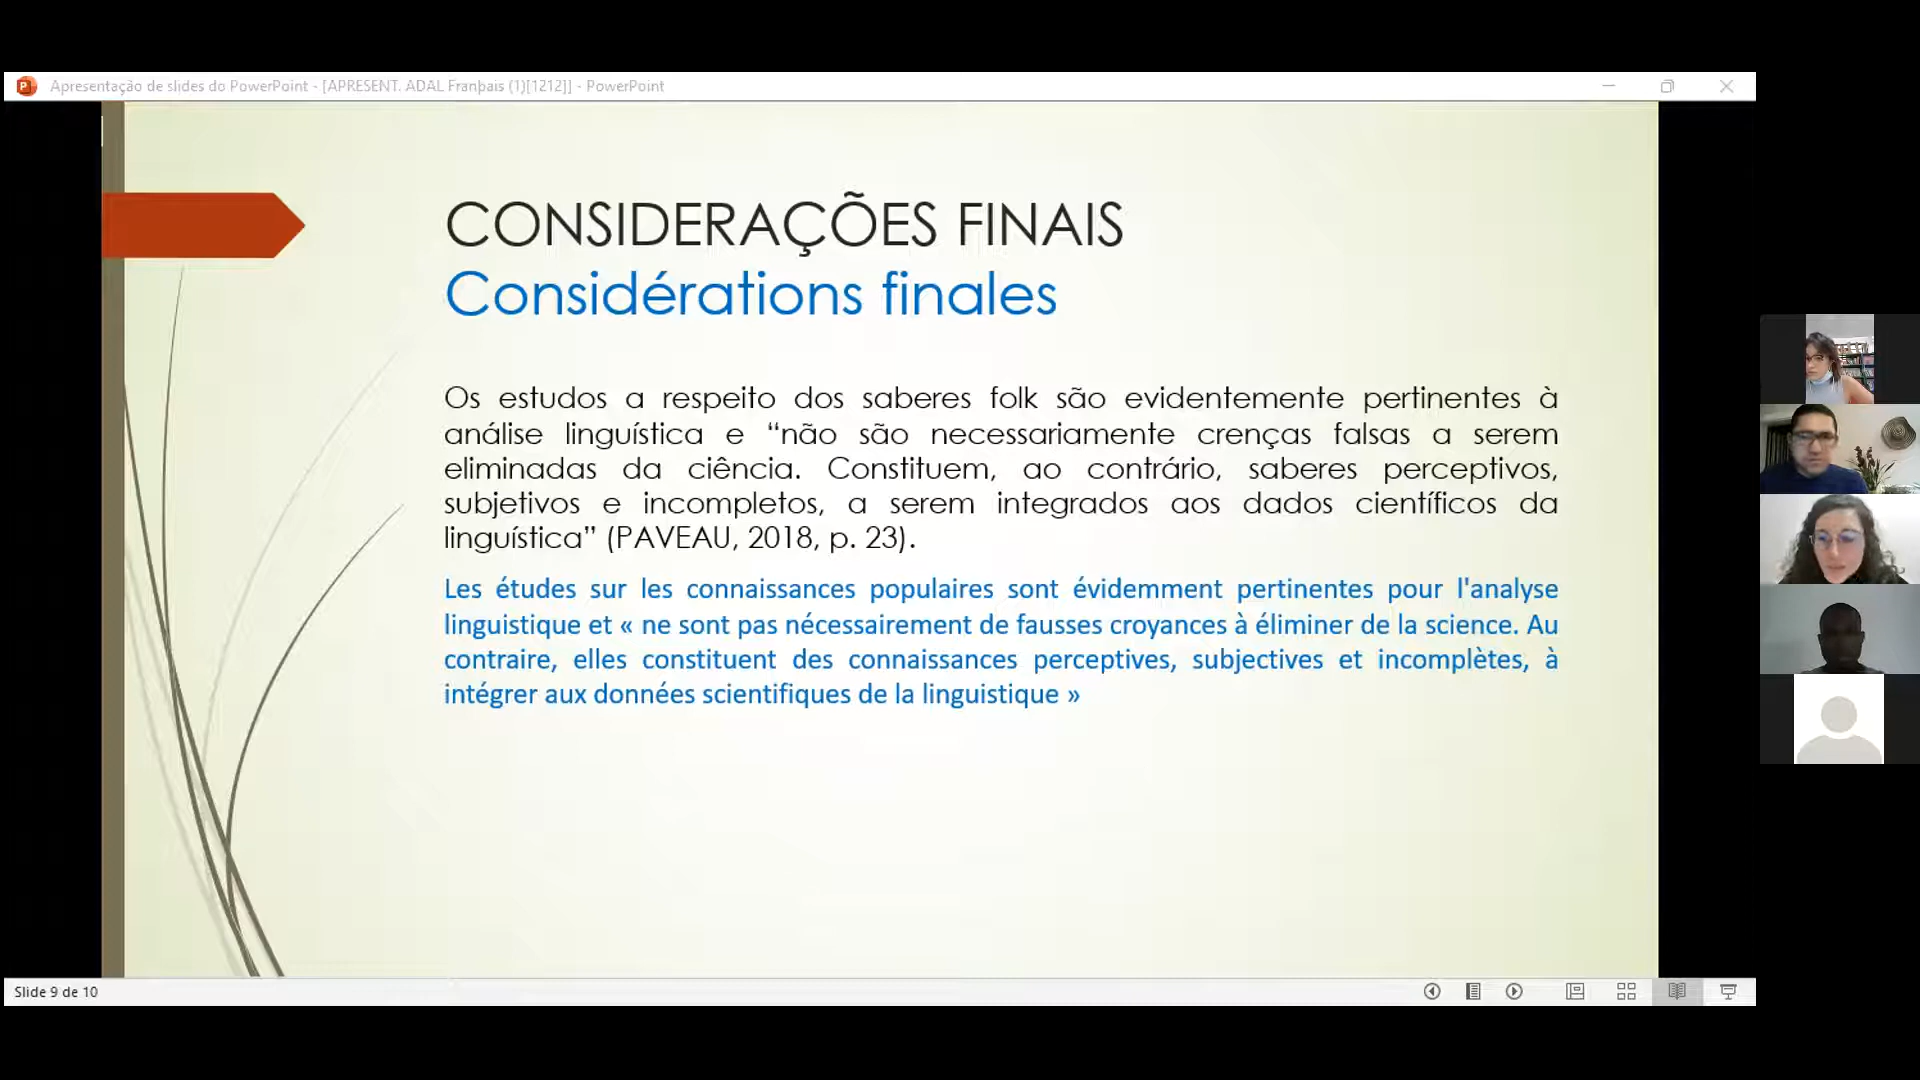 Apresentação de slides do PowerPoint - [APRESENT. ADAL Franþais (1)[1212]] - PowerPoint
CONSIDERAÇÕES FINAIS
Considérations finales
Os estudos a respeito dos saberes folk são evidentemente pertinentes à
análise linguística e “não são necessariamente crenças falsas a serem
eliminadas da ciência. Constituem, ao contrário, saberes perceptivos,
subjetivos e incompletos, a serem integrados aos dados científicos da
linguística” (PAVEAU, 2018, p. 23).
Les études sur les connaissances populaires sont évidemment pertinentes pour l'analyse
linguistique et « ne sont pas nécessairement de fausses croyances à éliminer de la science. Au
contraire, elles constituent des connaissances perceptives, subjectives et incomplètes, à
intégrer aux données scientifiques de la linguistique »
Slide 9 de 10